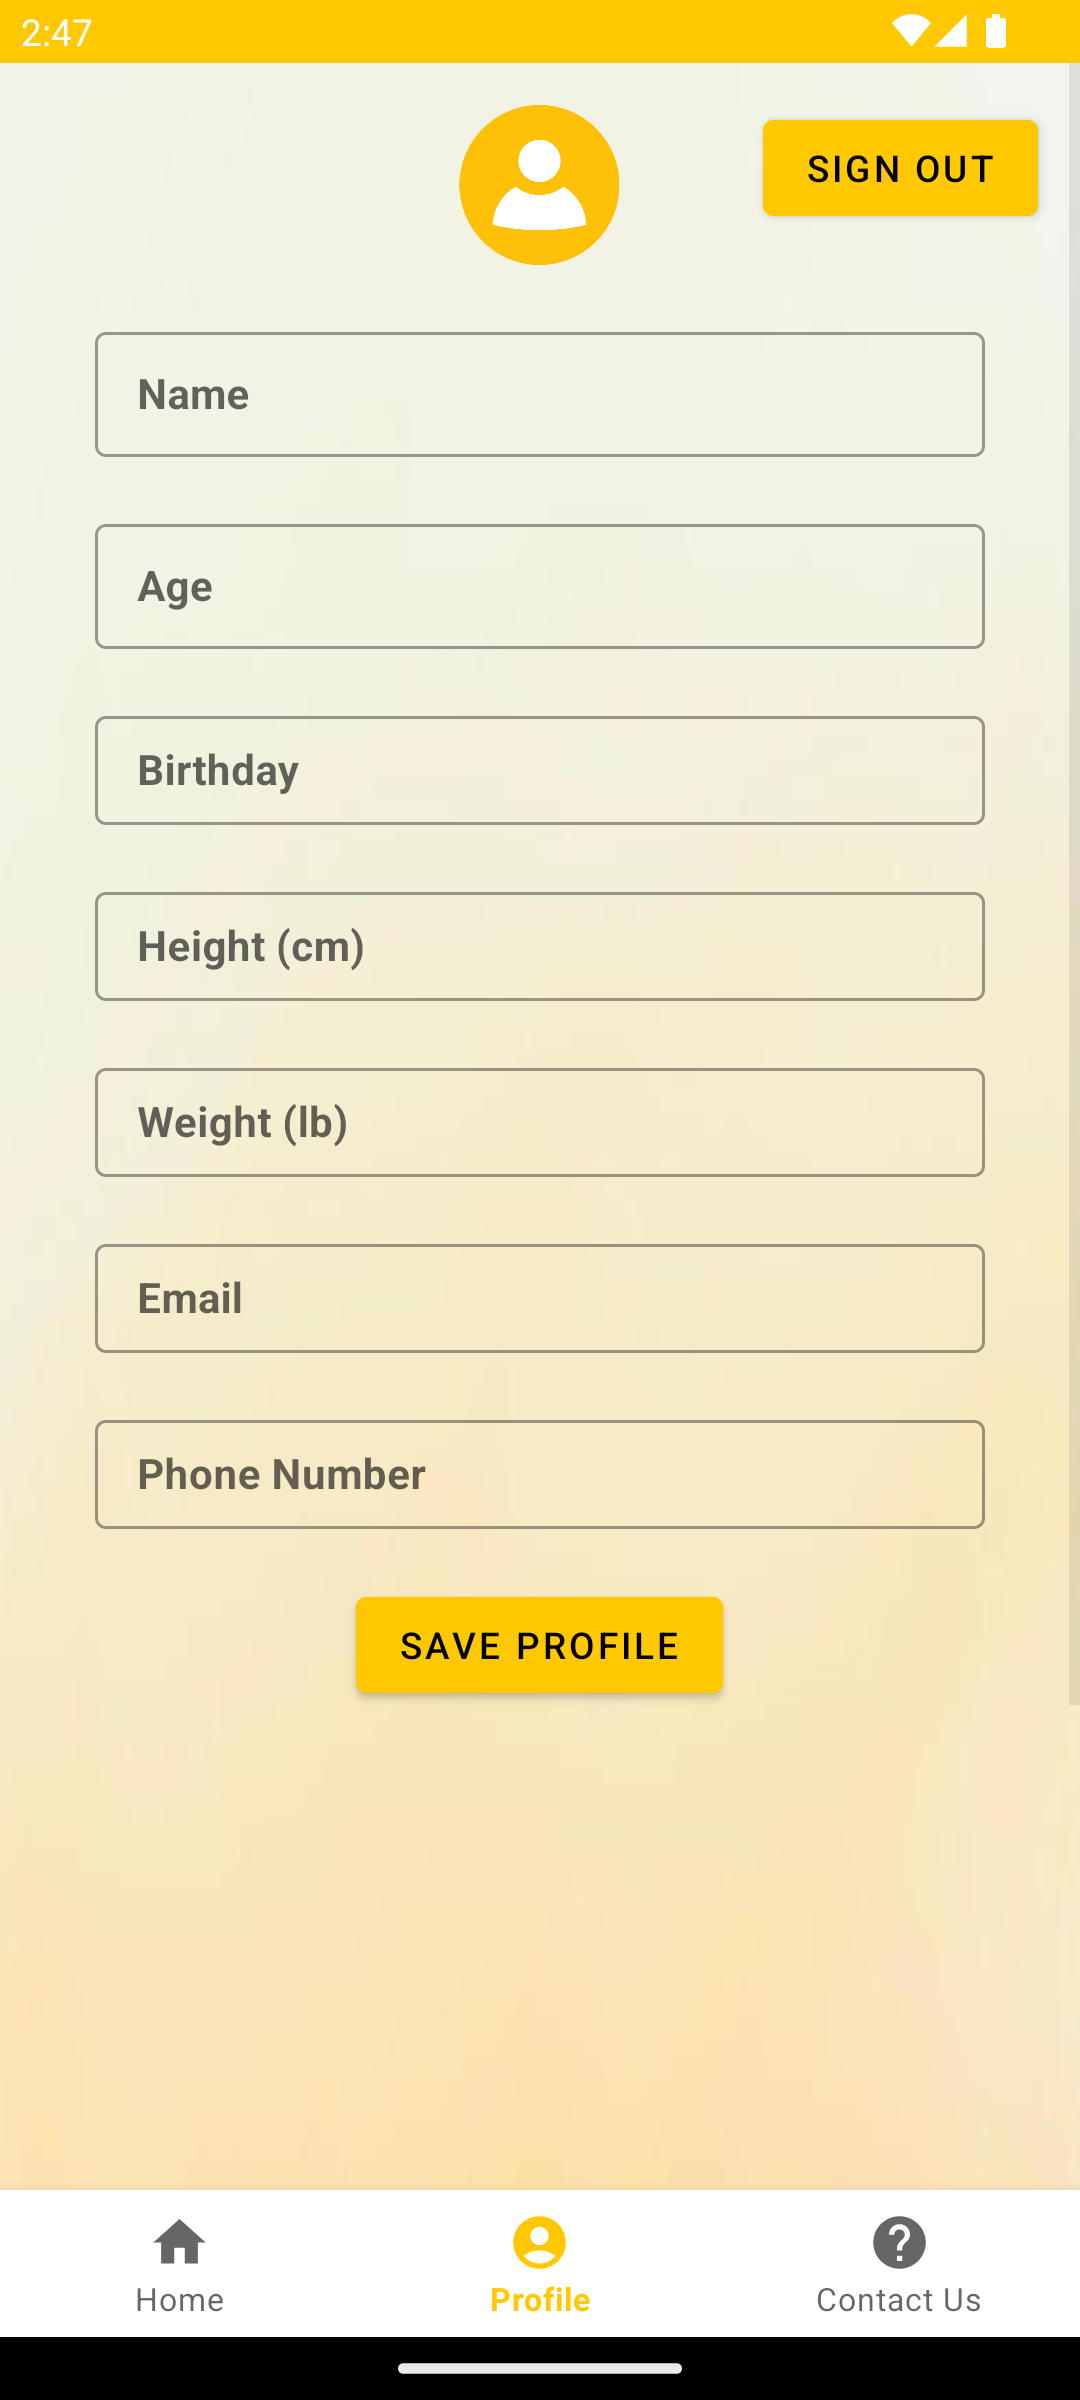 2:47
SIGN OUT
Name
Age
Birthday
Height (cm)
Weight (lb)
Email
Phone Number
SAVE PROFILE
Home
Profile
Contact Us